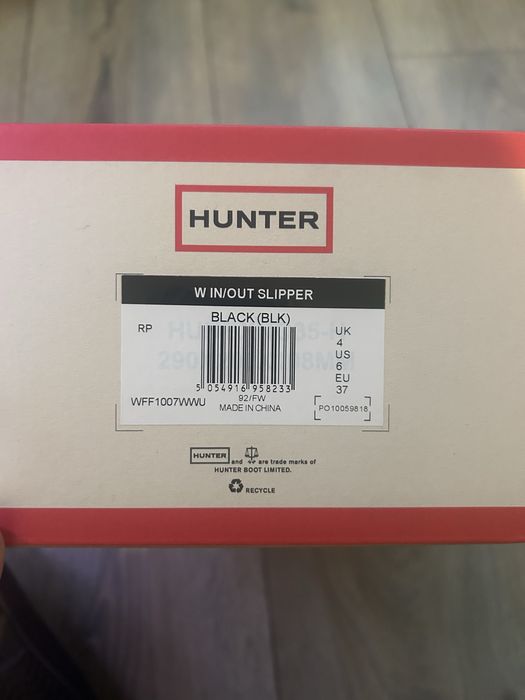 HUNTER
W IN/OUT SLIPPER
BLACK (BLK)
RP
UK
4
US
6
EU
37
5 054916 958233
WFF1007WWU
92/FW
MADE IN CHINA
PO10059818
HUNTER and are trade marks of
HUNTER BOOT LIMITED.
RECYCLE